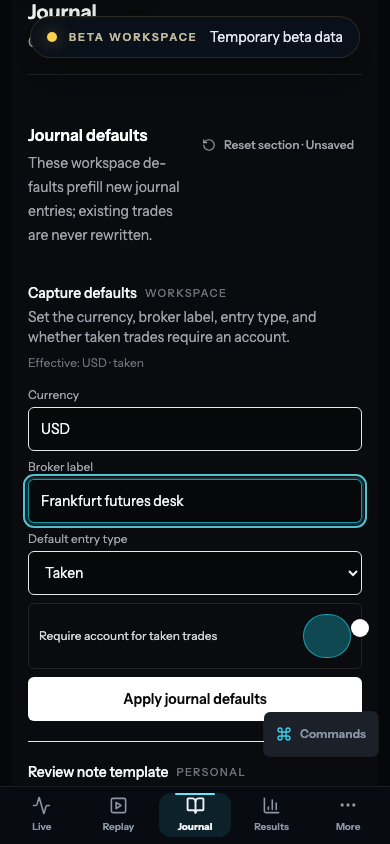 Journal
BETA WORKSPACE Temporary beta data
Journal defaults
Reset section · Unsaved
These workspace de-
faults prefill new journal
entries; existing trades
are never rewritten.
Capture defaults WORKSPACE
Set the currency, broker label, entry type, and
whether taken trades require an account.
Effective: USD · taken
Currency
USD
Broker label
Frankfurt futures desk
Default entry type
Taken
Require account for taken trades
Apply journal defaults
Commands
Review note template PERSONAL
Live Replay Journal Results More